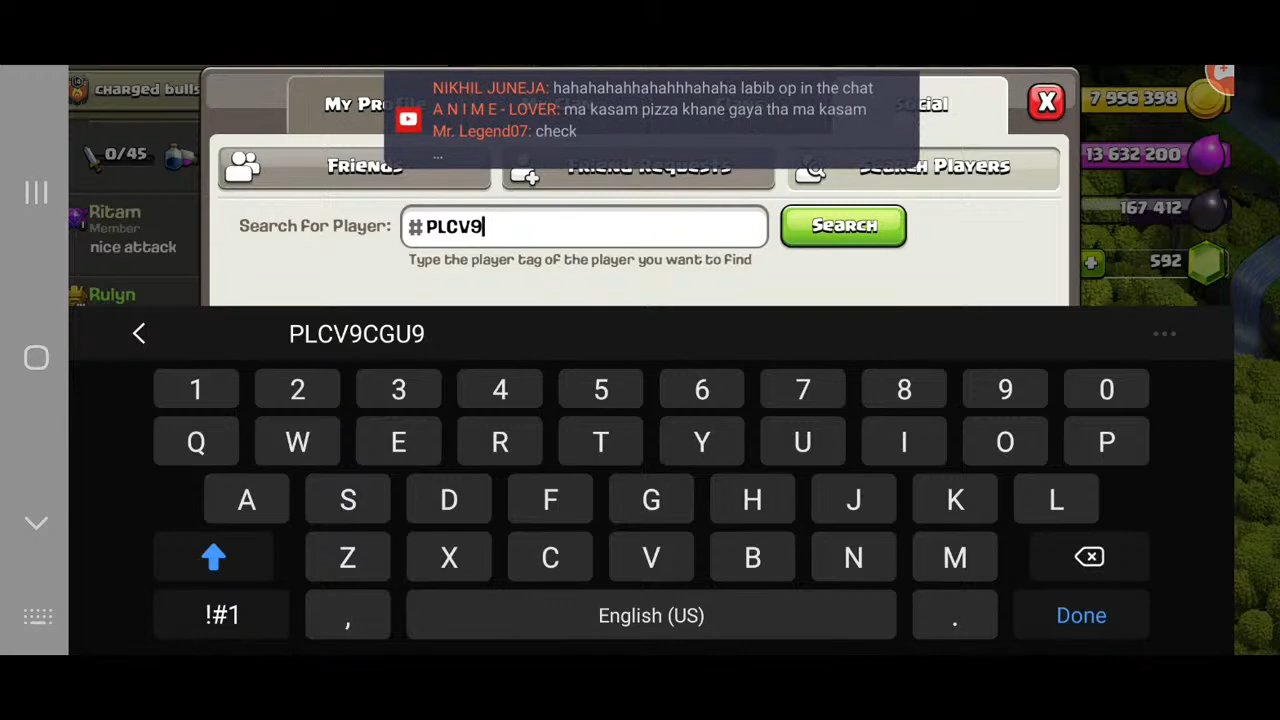 charged bulls
My Pro
Social
NIKHIL JUNEJA: hahahahahhahahhhahaha labib op in the chat
A N I M E - LOVER: ma kasam pizza khane gaya tha ma kasam
Mr. Legend07: check
...
7 956 398
0/45
Friends
Friend Requests
Search Players
13 632 200
Ritam
Member
nice attack
Search for Player:
# PLCV9
Search
167 412
Type the player tag of the player you want to find
592
Rulyn
PLCV9CGU9
1 2 3 4 5 6 7 8 9 0
Q W E R T Y U I O P
A S D F G H J K L
Z X C V B N M
!#1 , English (US) . Done